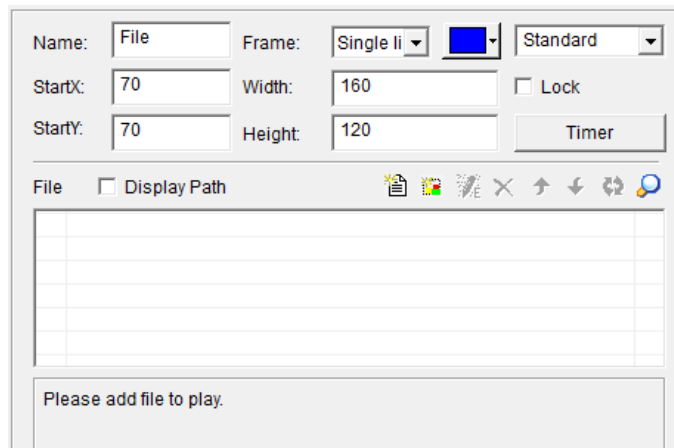 Name: File Frame: Single li Standard
StartX: 70 Width: 160 Lock
StartY: 70 Height: 120 Timer
File Display Path
Please add file to play.